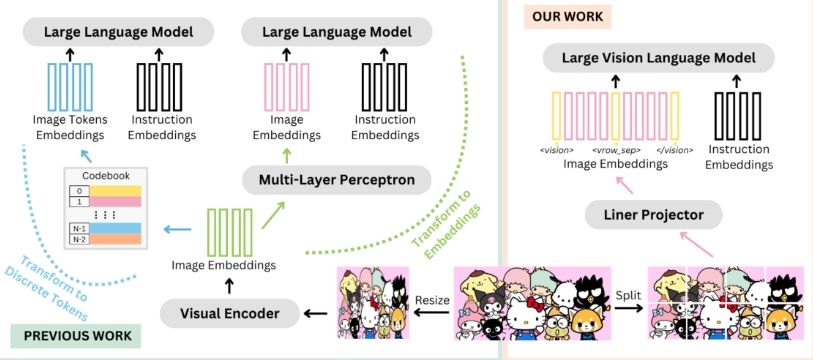 Large Language Model
Large Language Model
Image Tokens
Embeddings
Instruction
Embeddings
Image
Embeddings
Instruction
Embeddings
Codebook
0
1
N-1
N-2
Multi-Layer Perceptron
Transform to
Discrete Tokens
Transform to
Embeddings
Image Embeddings
Visual Encoder
Resize
PREVIOUS WORK
OUR WORK
Large Vision Language Model
<vision>
<vrow_sep>
</vision>
Image Embeddings
Instruction
Embeddings
Liner Projector
Split